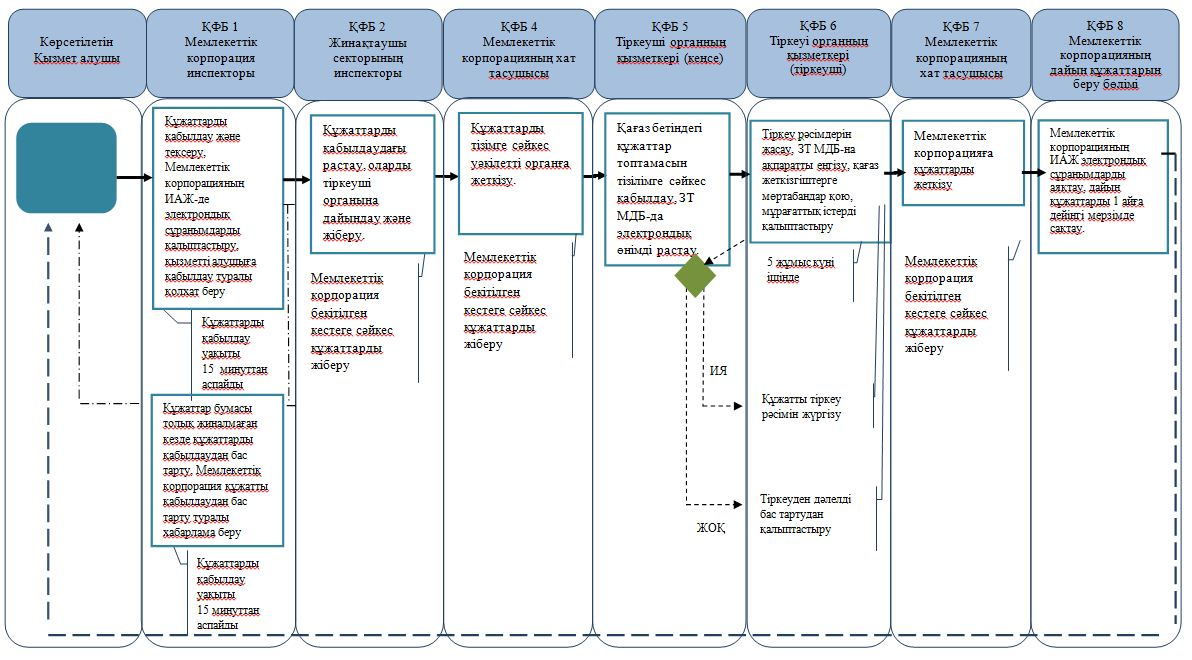 Көрсетілетін
Қызмет алушы
ҚФБ 1
Мемлекеттік
корпорация
инспекторы
ҚФБ 2
Жинақтаушы
секторының
инспекторы
ҚФБ 4
Мемлекеттік
корпорацияның хат
тасушысы
ҚФБ 5
Тіркеуші органның
қызметкері (кеңсе)
ҚФБ 6
Тіркеуі органның
қызметкері
(тіркеуші)
ҚФБ 7
Мемлекеттік
корпорацияның
хат тасушысы
ҚФБ 8
Мемлекеттік
корпорацияның
дайын құжаттарын
беру бөлімі
Құжаттарды
қабылдау және
тексеру,
Мемлекеттік
корпорациянын
ИАЖ-де
электрондық
сұранымдарды
қалыптастыру,
қызметті алушыға
қабылдау туралы
қолхат беру
Құжаттарды
қабылдау
уақыты
15 минуттан
аспайды
Құжаттар бумасы
толық жиналмаған
кезде құжаттарды
қабылдаудан бас
тарту, Мемлекеттік
корпорация құжатты
қабылдаудан бас
тарту туралы
хабарлама беру
Құжаттарды
қабылдау
уақыты
15 минуттан
аспайды
Құжаттарды
қабылдаудағы
растау, оларды
тіркеуші
органына
дайындау және
жіберу.
Мемлекеттік
корпорация
бекітілген
кестеге сәйкес
құжаттарды
жіберу
Құжаттарды
тізімге сәйкес
уәкілетті органға
жеткізу.
Мемлекеттік
корпорация
бекітілген
кестеге сәйкес
құжаттарды
жіберу
Қағаз бетіндегі
құжаттар
топтамасын
тізілімге сәйкес
қабылдау, ЗТ
МДБ-да
электрондық
өнімді растау.
ИЯ
ЖОҚ
Тіркеу рәсімдерін
жасау, ЗТ МДБ-на
ақпаратты енгізу, қағаз
жеткізгіштерге
мөртабандар қою,
мұрағаттық істерді
қалыптастыру
5 жұмыс күні
ішінде
Құжатты тіркеу
рәсімін жүргізу
Тіркеуден дәлелді
бас тартудан
қалыптастыру
Мемлекеттік
корпорацияға
құжаттарды
жеткізу
Мемлекеттік
корпорация
бекітілген
кестеге сәйкес
құжаттарды
жіберу
Мемлекеттік
корпорациянын
ИАЖ электрондық
сұранымдарды
аяқтау, дайын
құжаттарды 1 айға
дейінгі мерзімде
сақтау.